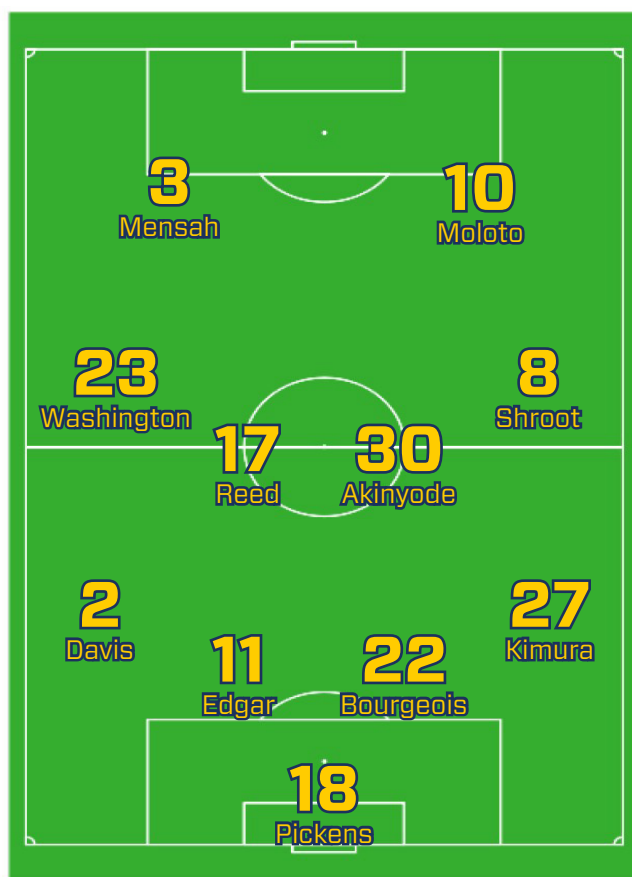 3
Mensah
10
Moloto
23
Washington
8
Shroot
17
Reed
30
Akinyode
2
Davis
27
Kimura
11
Edgar
22
Bourgeois
18
Pickens